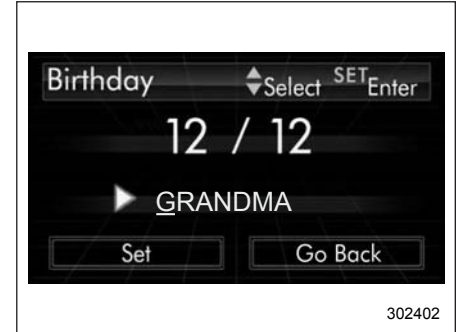 Birthday Select SET Enter
12 / 12
GRANDMA
Set Go Back
302402